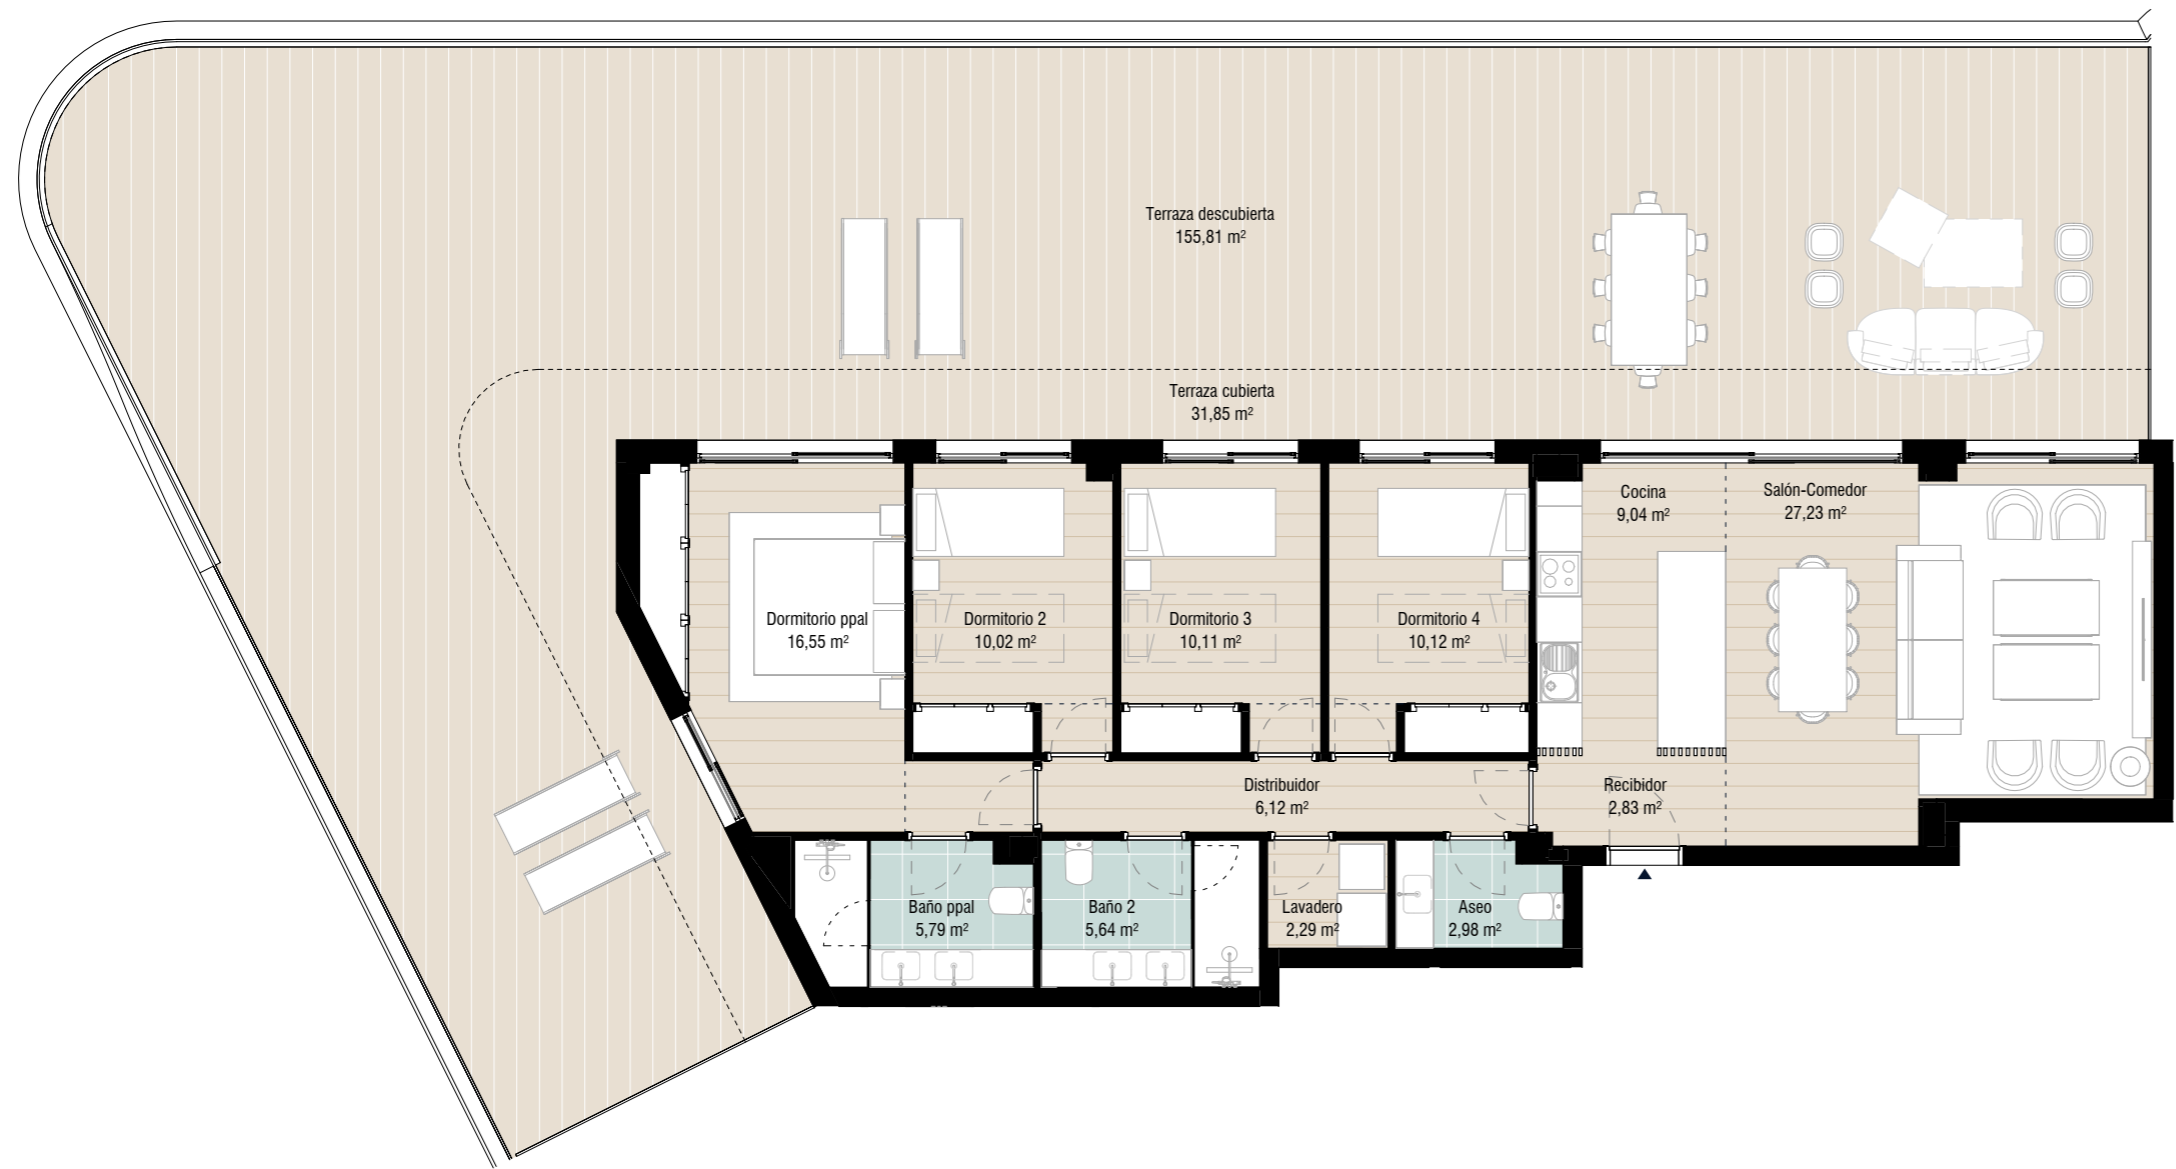 Terraza descubierta
155,81 m²
Terraza cubierta
31,85 m²
Cocina
9,04 m²
Salón-Comedor
27,23 m²
Dormitorio ppal
16,55 m²
Dormitorio 2
10,02 m²
Dormitorio 3
10,11 m²
Dormitorio 4
10,12 m²
Distribuidor
6,12 m²
Recibidor
2,83 m²
Baño ppal
5,79 m²
Baño 2
5,64 m²
Lavadero
2,29 m²
Aseo
2,98 m²